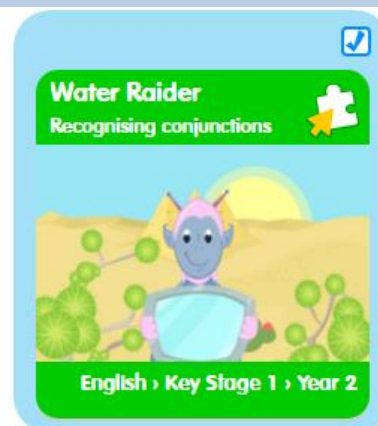 Water Raider
Recognising conjunctions
English › Key Stage 1 › Year 2